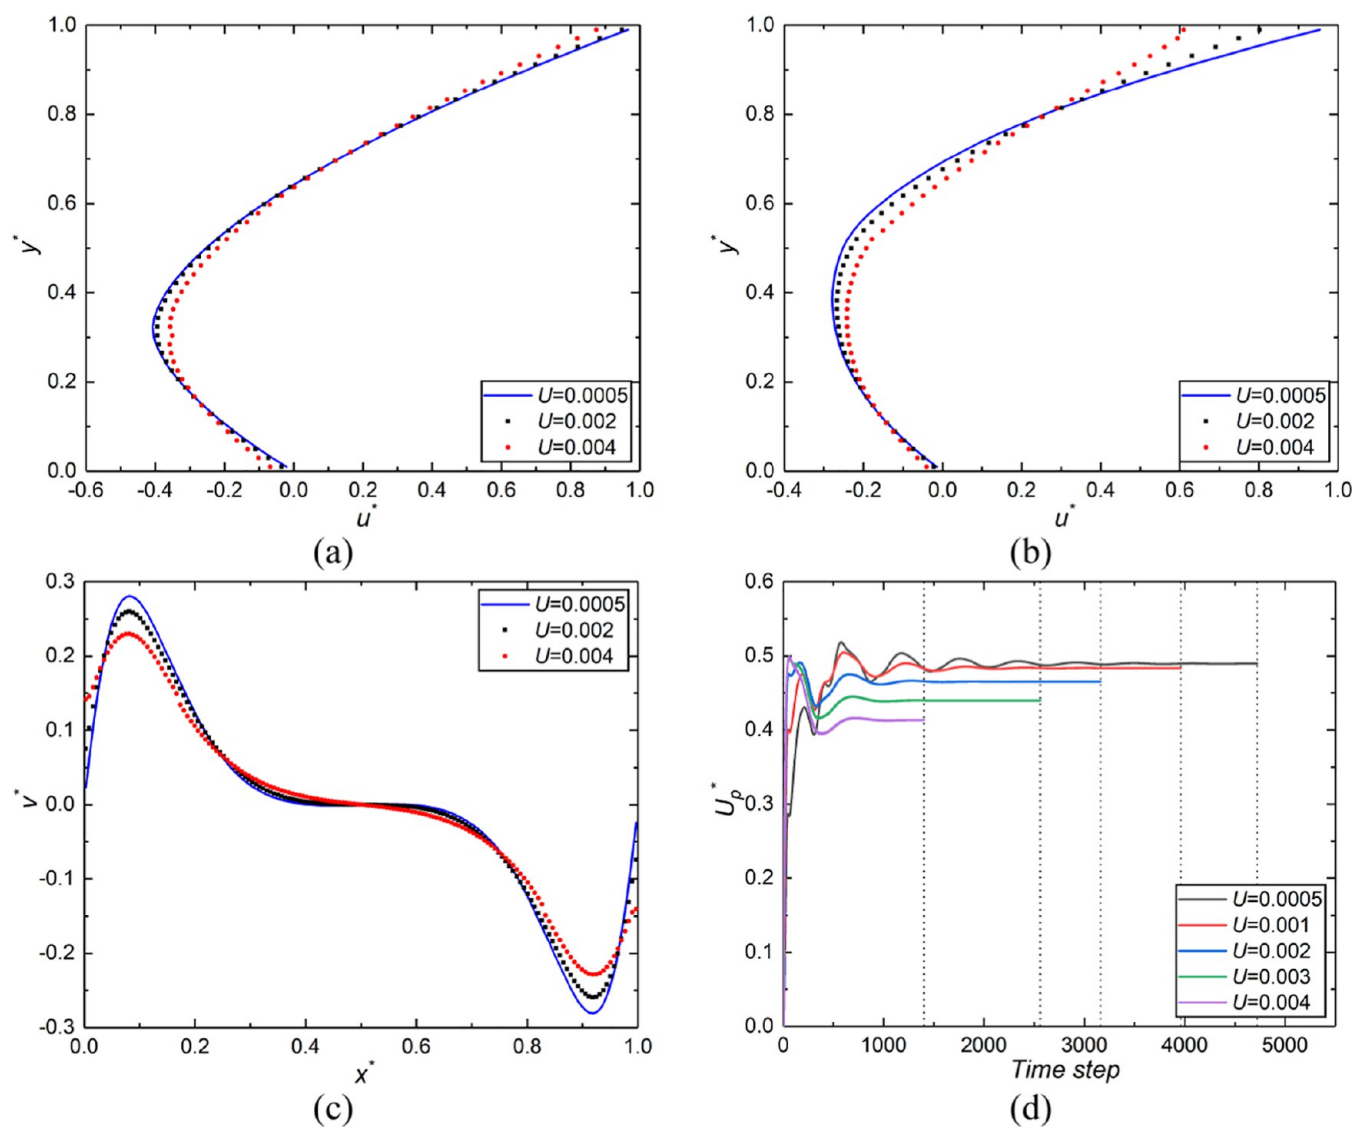 1.0
0.8
0.6
0.4
0.2
0.0
y*
-0.6 -0.4 -0.2 0.0 0.2 0.4 0.6 0.8 1.0
u*
U=0.0005
U=0.002
U=0.004
(a)
1.0
0.8
0.6
0.4
0.2
0.0
y*
-0.4 -0.2 0.0 0.2 0.4 0.6 0.8 1.0
u*
U=0.0005
U=0.002
U=0.004
(b)
0.3
0.2
0.1
0.0
-0.1
-0.2
-0.3
v*
0.0 0.2 0.4 0.6 0.8 1.0
x*
U=0.0005
U=0.002
U=0.004
(c)
0.6
0.5
0.4
0.3
0.2
0.1
0.0
Up*
0 1000 2000 3000 4000 5000
Time step
U=0.0005
U=0.001
U=0.002
U=0.003
U=0.004
(d)